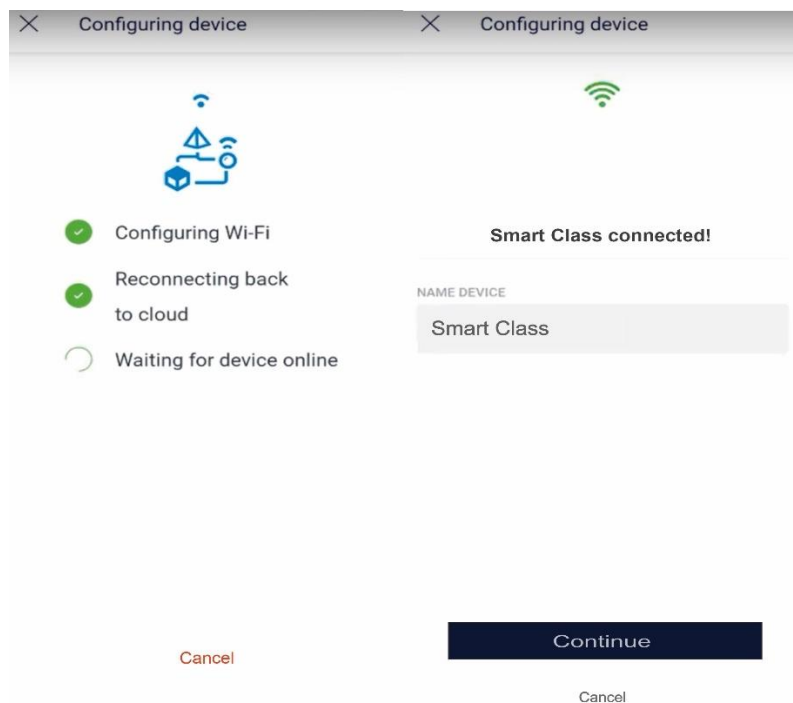 Configuring device
Configuring Wi-Fi
Reconnecting back
to cloud
Waiting for device online
Cancel
Configuring device
Smart Class connected!
NAME DEVICE
Smart Class
Continue
Cancel